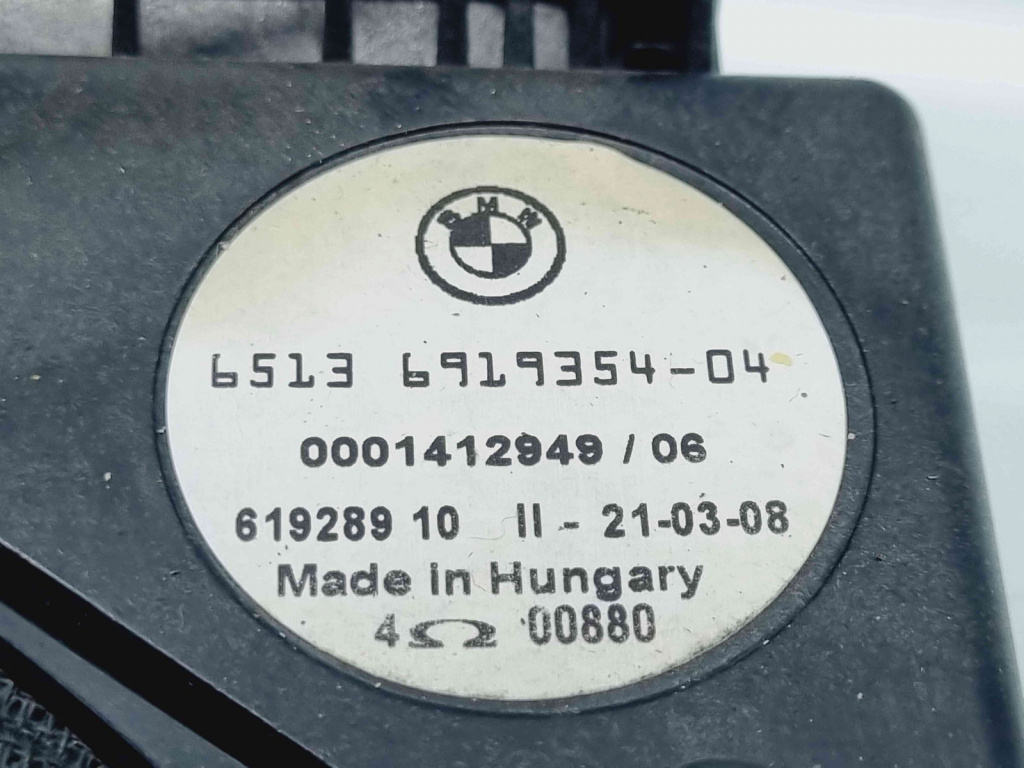 BMW
6513 6919354-04
0001412949 / 06
619289 10 II - 21-03-08
Made in Hungary
4Ω 00880